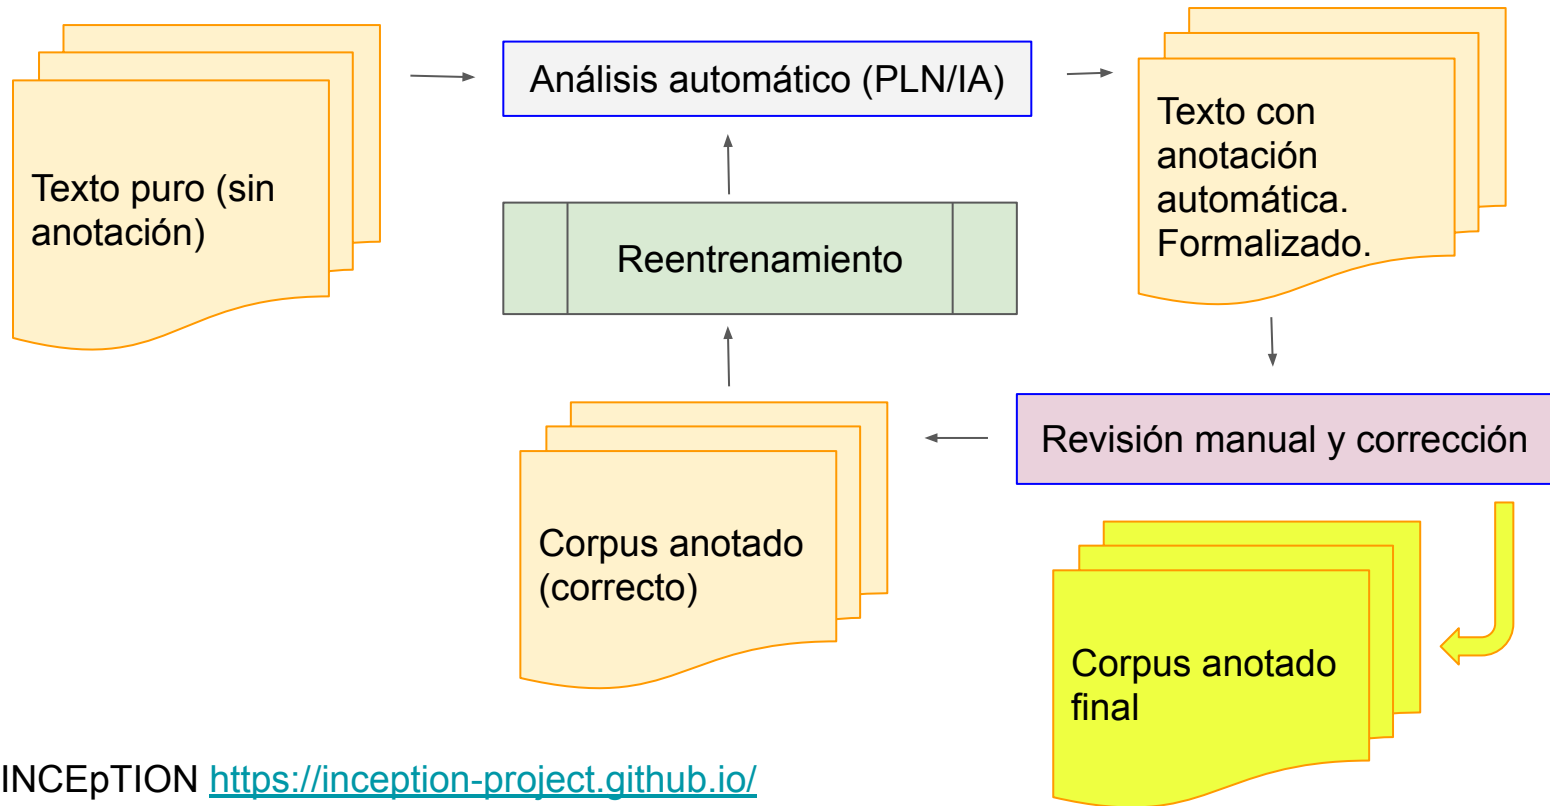 Texto puro (sin
anotación)
Análisis automático (PLN/IA)
Texto con
anotación
automática.
Formalizado.
Reentrenamiento
Revisión manual y corrección
Corpus anotado
(correcto)
Corpus anotado
final
INCEpTION https://inception-project.github.io/